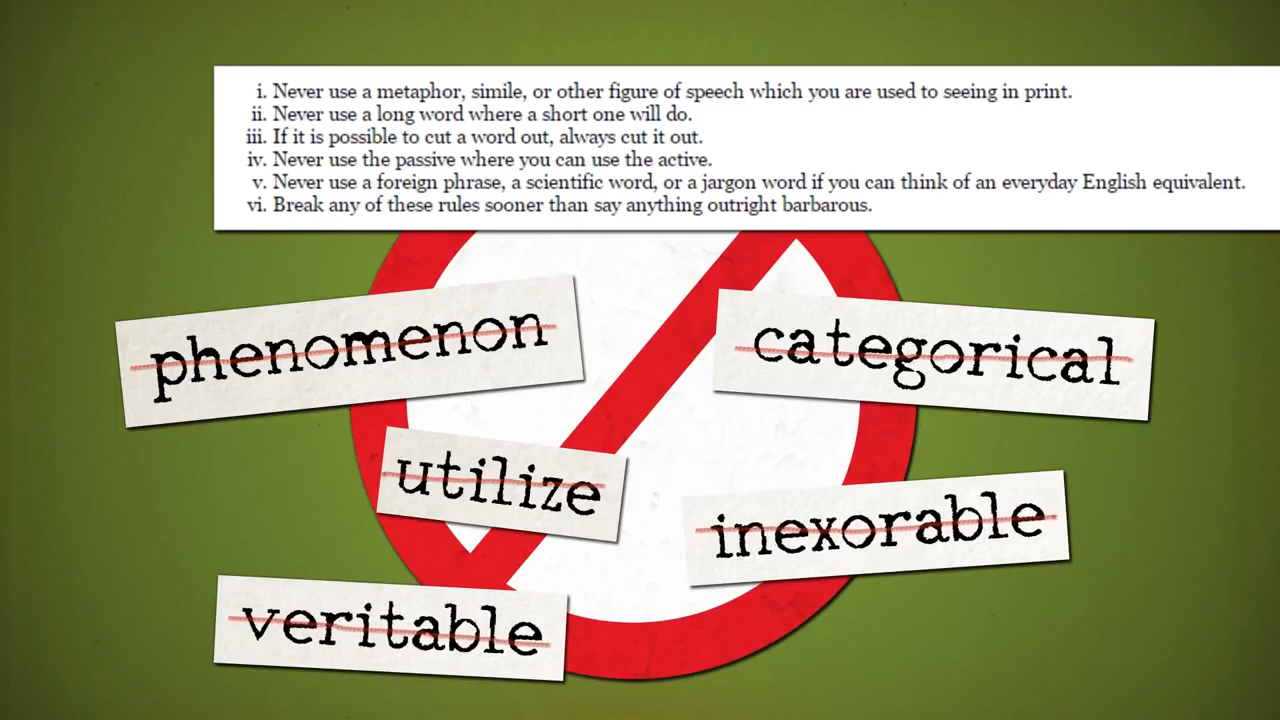 i. Never use a metaphor, simile, or other figure of speech which you are used to seeing in print.
ii. Never use a long word where a short one will do.
iii. If it is possible to cut a word out, always cut it out.
iv. Never use the passive where you can use the active.
v. Never use a foreign phrase, a scientific word, or a jargon word if you can think of an everyday English equivalent.
vi. Break any of these rules sooner than say anything outright barbarous.
phenomenon
categorical
utilize
inexorable
veritable